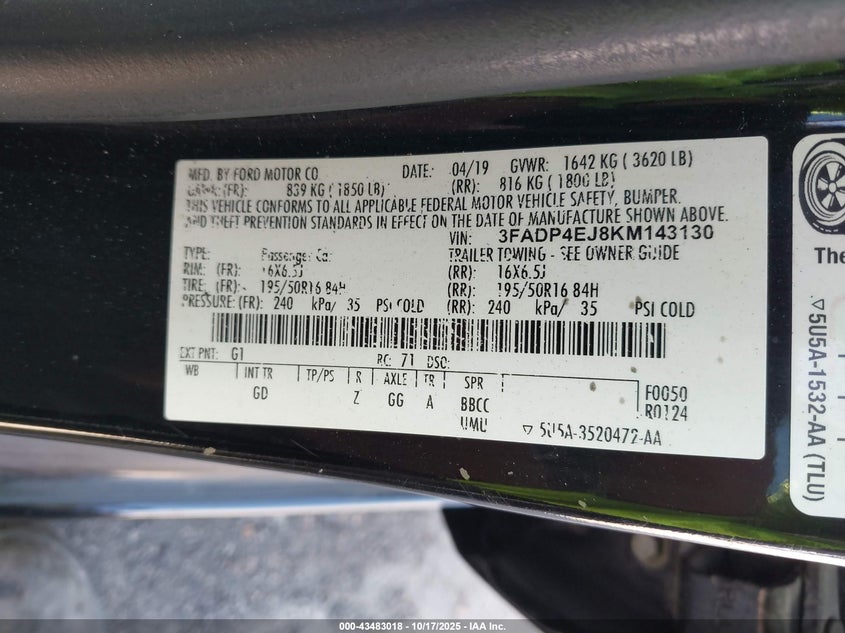 MFD. BY FORD MOTOR CO DATE: 04/19 GVWR: 1642 KG ( 3620 LB)
GAWR: (FR): 839 KG ( 1850 LB) (RR): 816 KG ( 1800 LB)
THIS VEHICLE CONFORMS TO ALL APPLICABLE FEDERAL MOTOR VEHICLE SAFETY, BUMPER.
AND THEFT PREVENTION STANDARDS IN EFFECT ON THE DATE OF MANUFACTURE SHOWN ABOVE.
VIN: 3FADP4EJ8KM143130
TYPE: Passenger Car TRAILER TOWING - SEE OWNER GUIDE
RIM: (FR): 16X6.5J (RR): 16X6.5J
TIRE: (FR): 195/50R16 84H (RR): 195/50R16 84H
PRESSURE: (FR): 240 kPa/ 35 PSI COLD (RR): 240 kPa/ 35 PSI COLD
EXT PNT: G1 RC: 71 DSO:
WB INT TR TP/PS R AXLE TR SPR
GD Z GG A BBCC
UMU
F0050
R0124
▽ 5U5A-3520472-AA
The
▽5U5A-1532-AA (TLU)
000-43483018 | 10/17/2025 - IAA Inc.